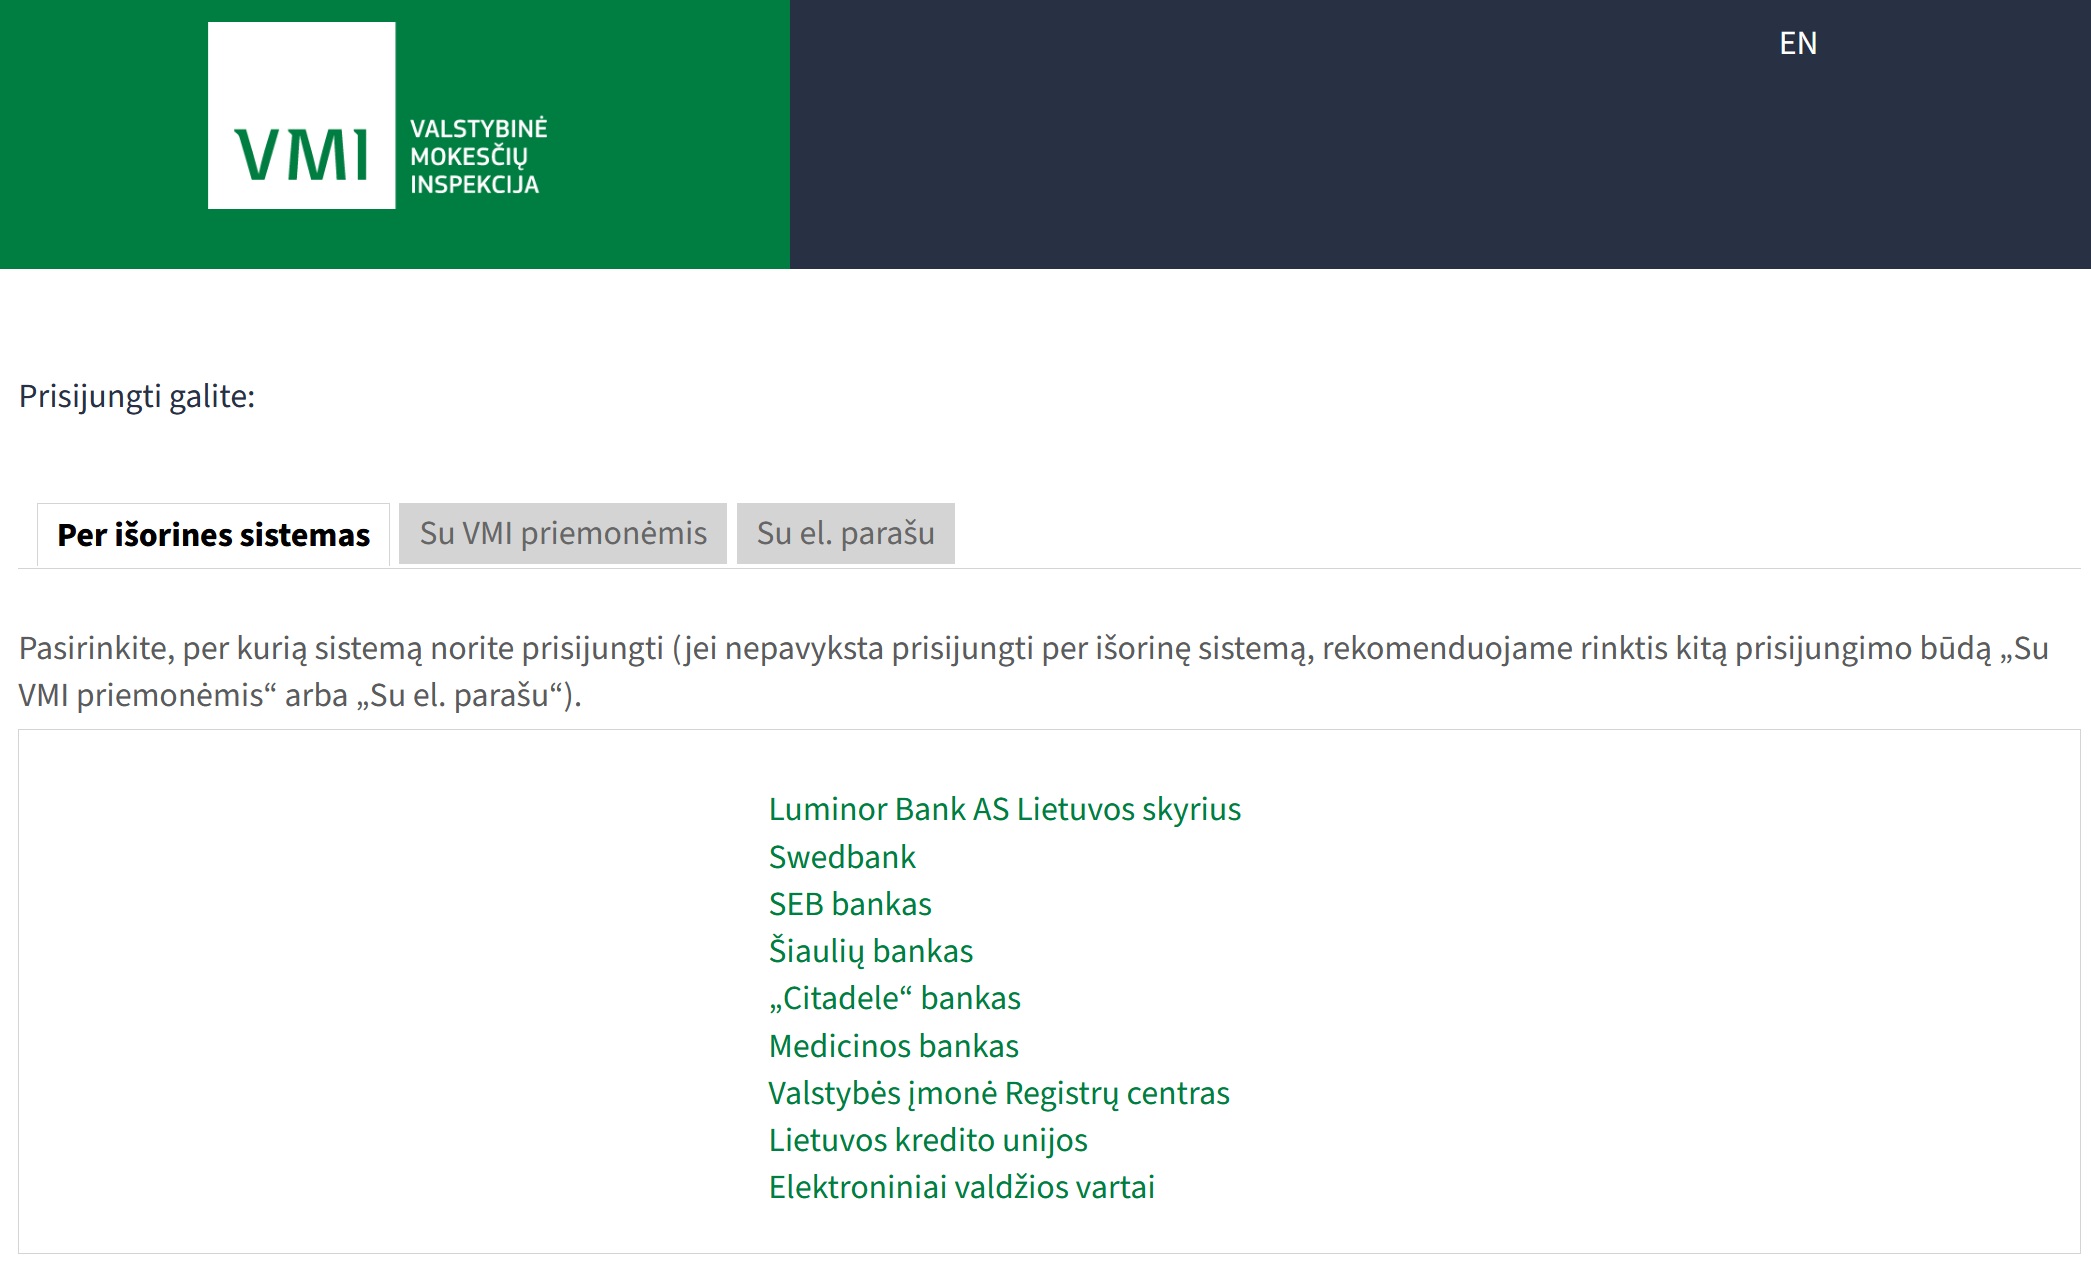 EN
VMI
VALSTYBINĖ
MOKESČIŲ
INSPEKCIJA
Prisijungti galite:
Per išorines sistemas
Su VMI priemonėmis
Su el. parašu
Pasirinkite, per kurią sistemą norite prisijungti (jei nepavyksta prisijungti per išorinę sistemą, rekomenduojame rinktis kitą prisijungimo būdą „Su
VMI priemonėmis“ arba „Su el. parašu“).
Luminor Bank AS Lietuvos skyrius
Swedbank
SEB bankas
Šiaulių bankas
„Citadele“ bankas
Medicinos bankas
Valstybės įmonė Registrų centras
Lietuvos kredito unijos
Elektroniniai valdžios vartai